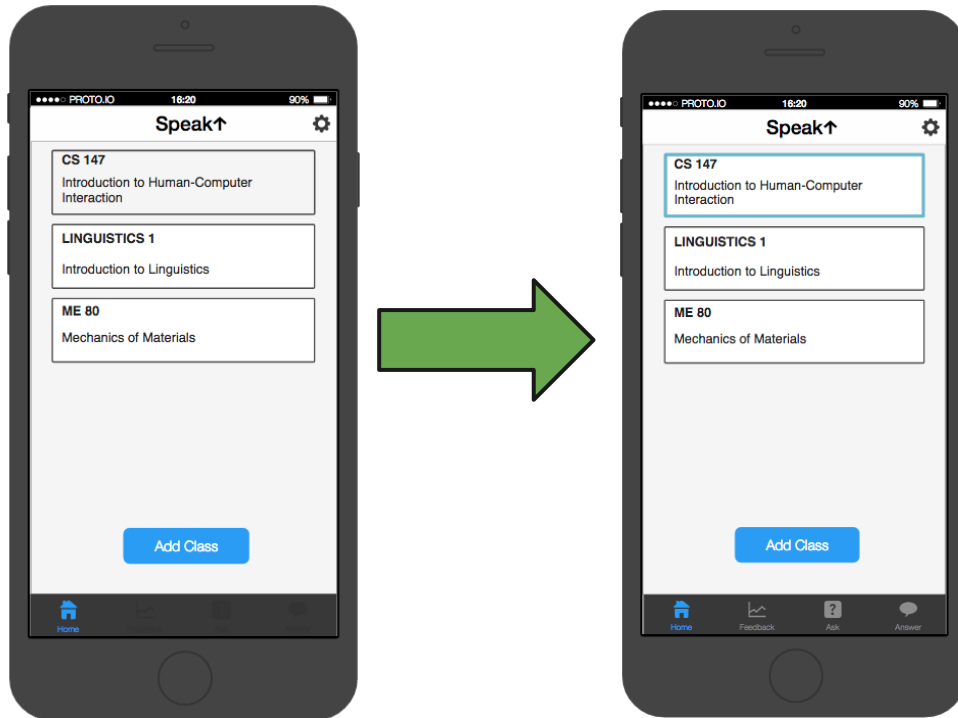 PROTO.IO 16:20 90%
Speak↑
CS 147
Introduction to Human-Computer
Interaction
LINGUISTICS 1
Introduction to Linguistics
ME 80
Mechanics of Materials
Add Class
Home
PROTO.IO 16:20 90%
Speak↑
CS 147
Introduction to Human-Computer
Interaction
LINGUISTICS 1
Introduction to Linguistics
ME 80
Mechanics of Materials
Add Class
?
Home Feedback Ask Answer